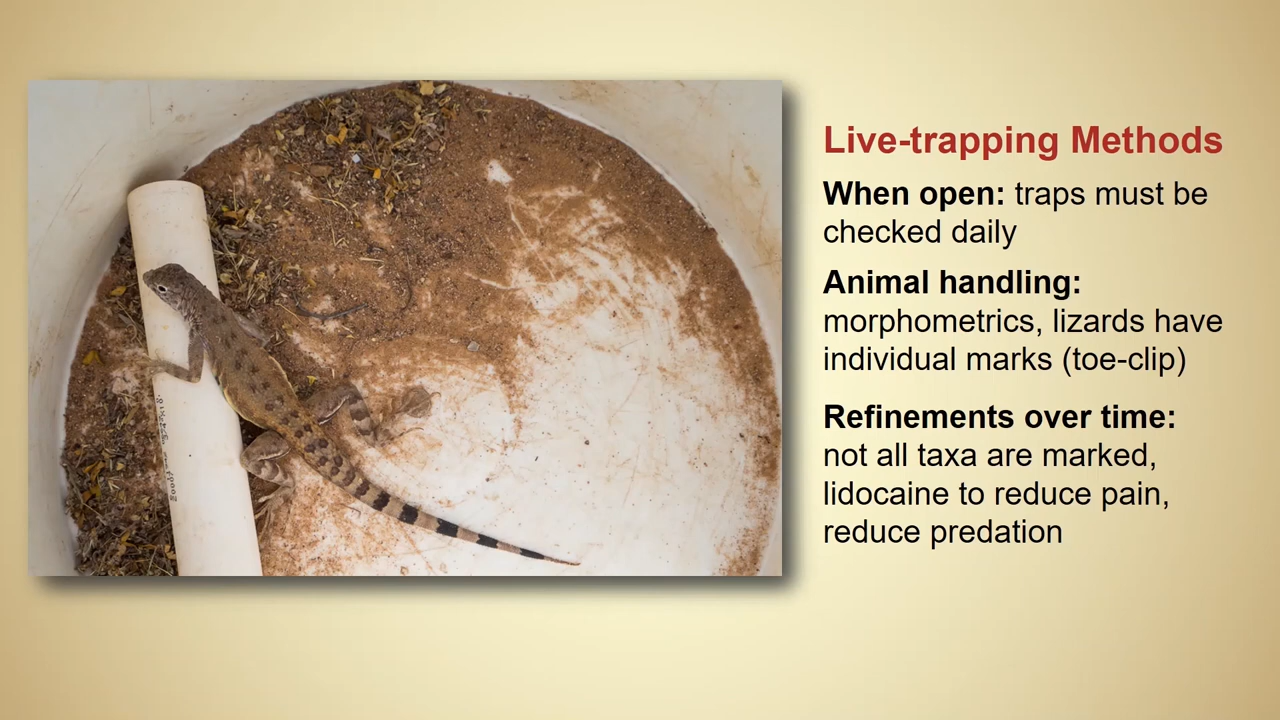 Live-trapping Methods
When open: traps must be
checked daily
Animal handling:
morphometrics, lizards have
individual marks (toe-clip)
Refinements over time:
not all taxa are marked,
lidocaine to reduce pain,
reduce predation